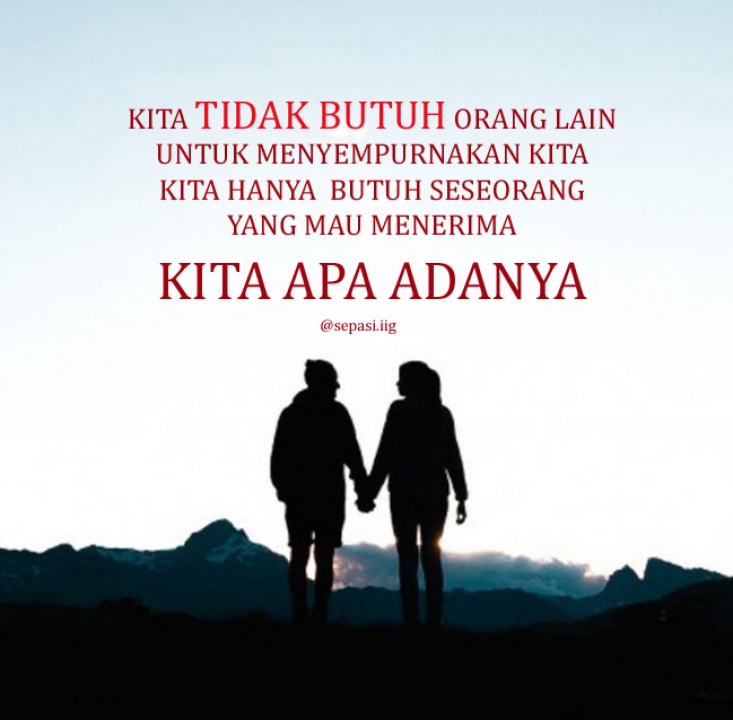 KITA TIDAK BUTUH ORANG LAIN
UNTUK MENYEMPURNAKAN KITA
KITA HANYA BUTUH SESEORANG
YANG MAU MENERIMA
KITA APA ADANYA
@sepasi.iig